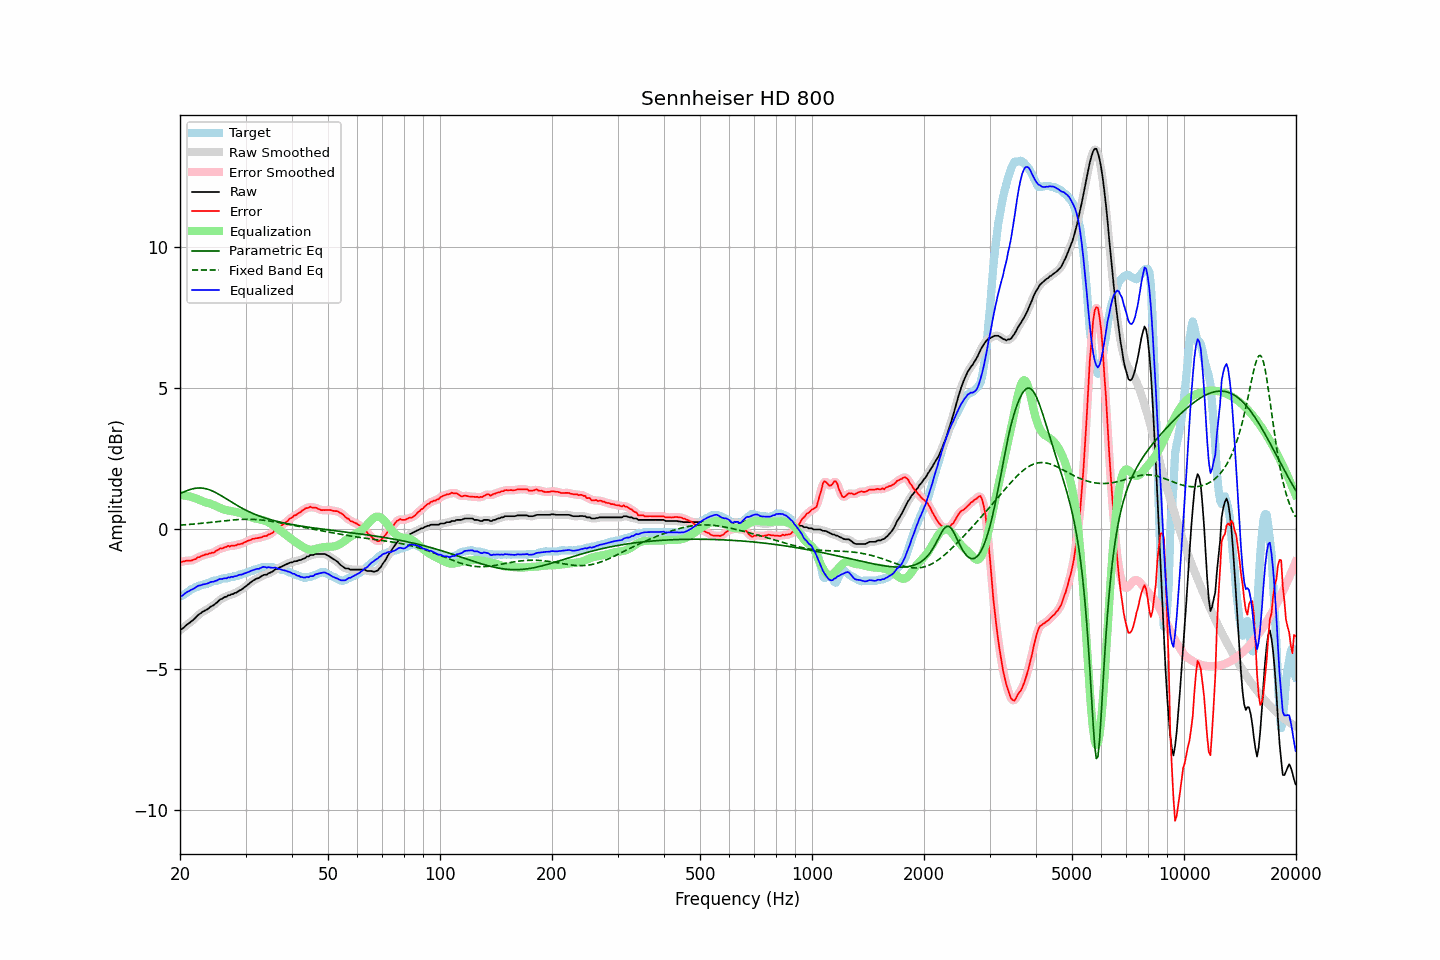 Sennheiser HD 800
Target
Raw Smoothed
Error Smoothed
Raw
Error
Equalization
Parametric Eq
Fixed Band Eq
Equalized
Amplitude (dBr)
10
5
0
−5
−10
20
50
100
200
500
1000
2000
5000
10000
20000
Frequency (Hz)